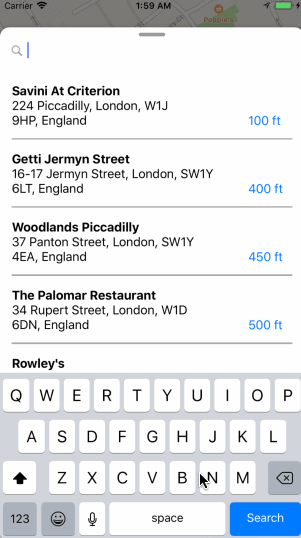 Carrier 1:59 AM
Savini At Criterion
224 Piccadilly, London, W1J
9HP, England
100 ft
Getti Jermyn Street
16-17 Jermyn Street, London, SW1Y
6LT, England
400 ft
Woodlands Piccadilly
37 Panton Street, London, SW1Y
4EA, England
450 ft
The Palomar Restaurant
34 Rupert Street, London, W1D
6DN, England
500 ft
Rowley's
Q W E R T Y U I O P
A S D F G H J K L
Z X C V B N M
123 space Search